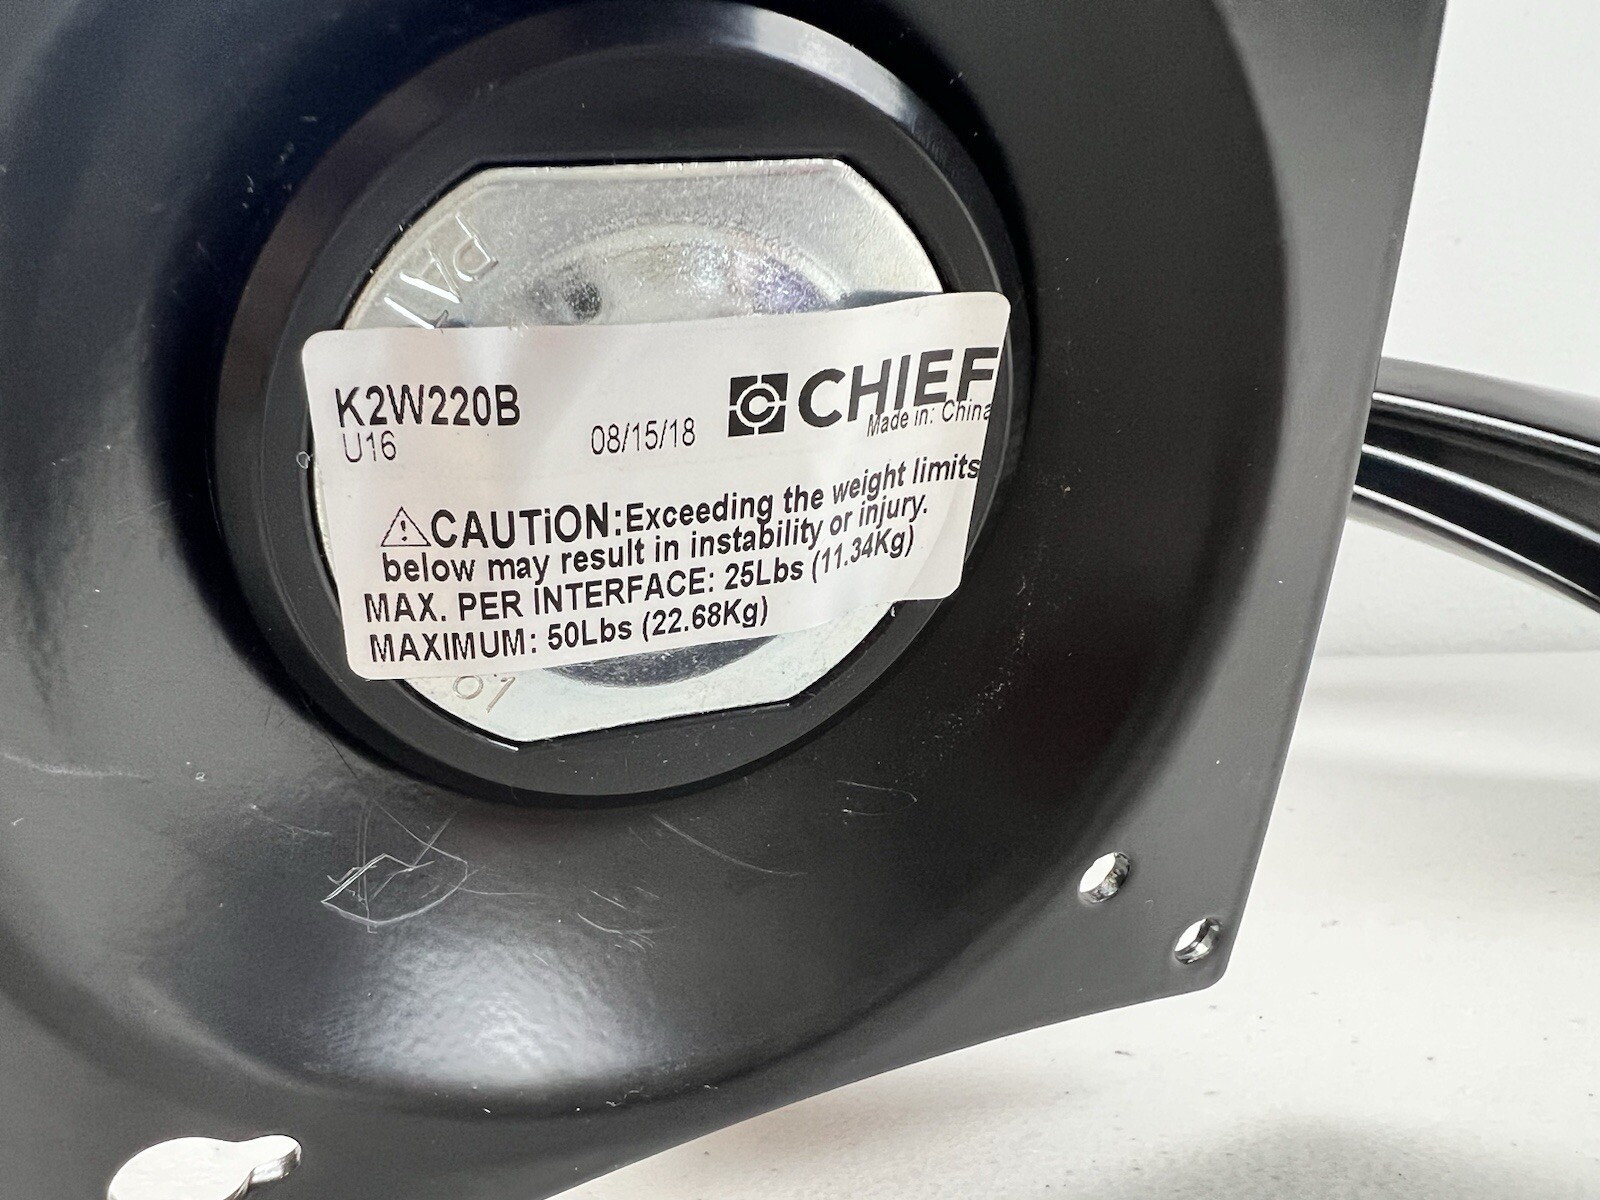 PAT
K2W220B
U16
08/15/18
CHIEF
Made in: China
⚠CAUTiON:Exceeding the weight limits
below may result in instability or injury.
MAX. PER INTERFACE: 25Lbs (11.34Kg)
MAXIMUM: 50Lbs (22.68Kg)